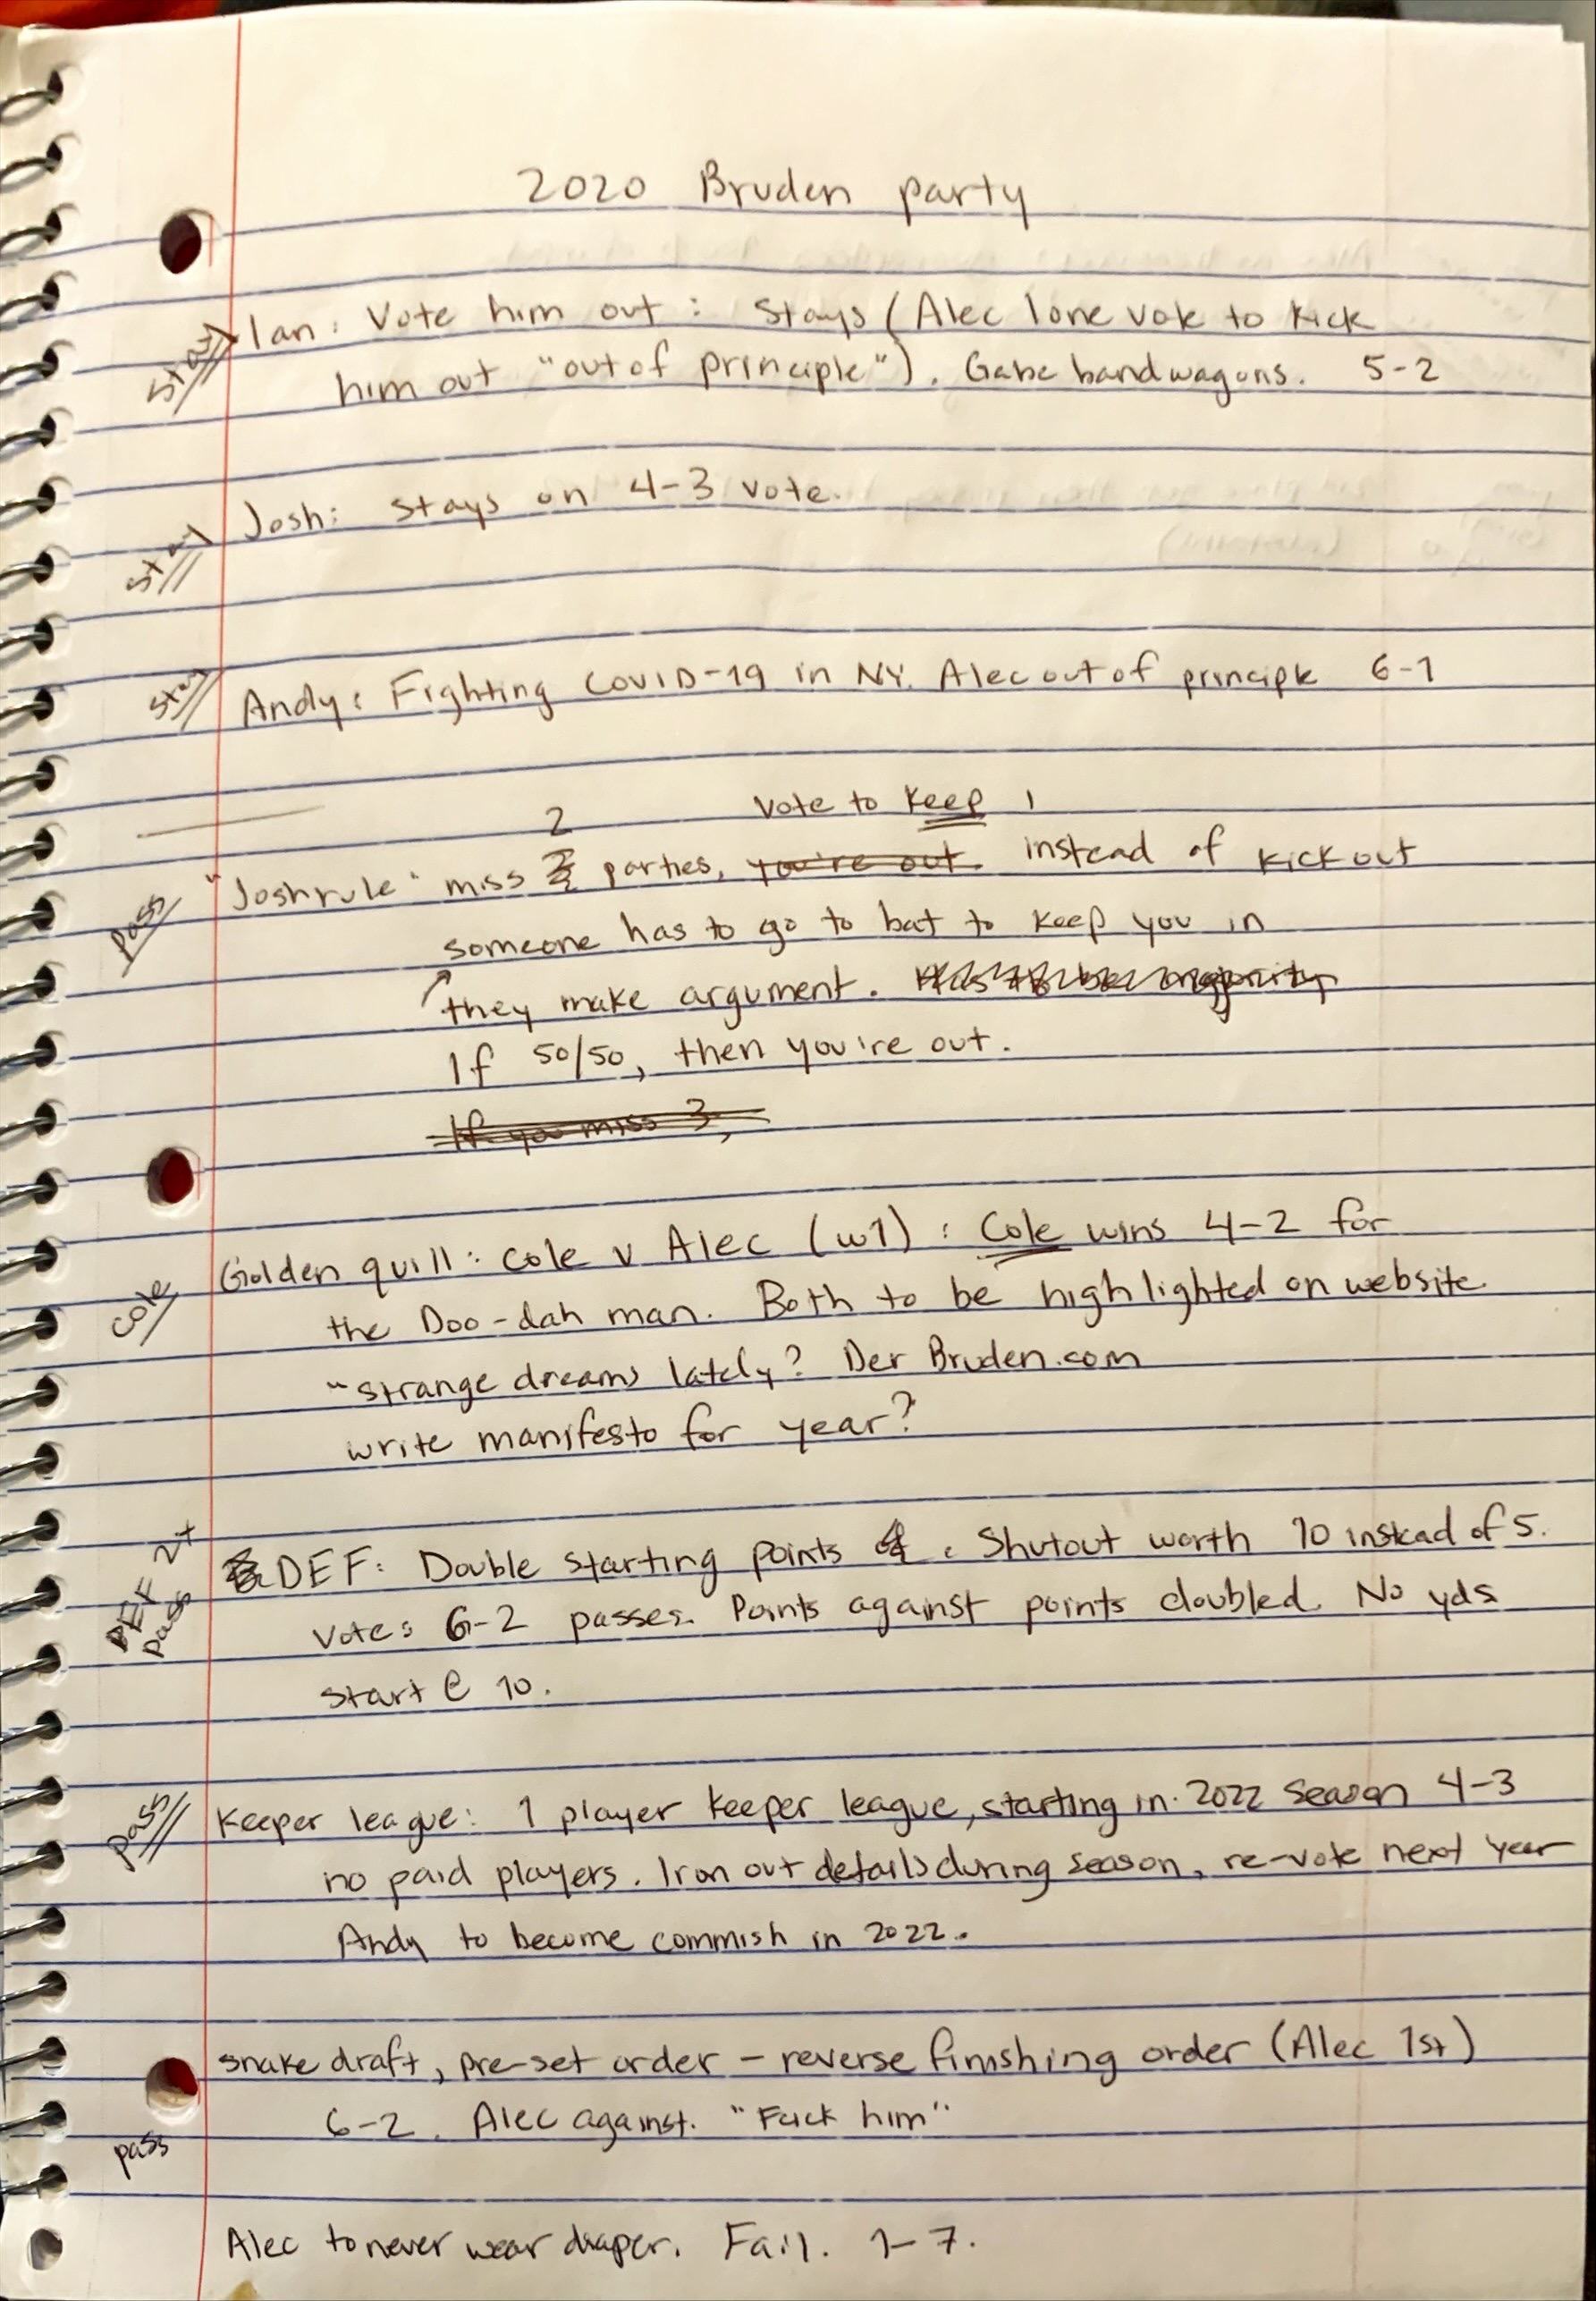 2020 Bruden party
Stay Ian: Vote him out: Stays (Alec lone vote to kick
him out "out of principle"). Gabe bandwagons. 5-2
Stay Josh: stays on 4-3 vote.
Stay Andy: Fighting COVID-19 in NY. Alec out of principle 6-1
2 vote to keep 1
Pass "Josh rule" miss parties, you're out. instead of kick out
someone has to go to bat to keep you in
they make argument. Has to be majority
If 50/50, then you're out.
If you miss 3,
Cole Golden quill: Cole v Alec (w1): Cole wins 4-2 for
the Doo-dah man. Both to be highlighted on website.
"strange dreams lately? Der Bruden.com
write manifesto for year?
DEF 2x pass DEF: Double starting points. Shutout worth 10 instead of 5.
Vote: 6-2 passes. Points against points doubled. No yds
start @ 10.
pass Keeper league: 1 player keeper league, starting in 2022 season 4-3
no paid players. Iron out details during season, re-vote next year
Andy to become commish in 2022.
snake draft, pre-set order - reverse finishing order (Alec 1st)
pass 6-2. Alec against. "Fuck him"
Alec to never wear diaper. Fail. 1-7.